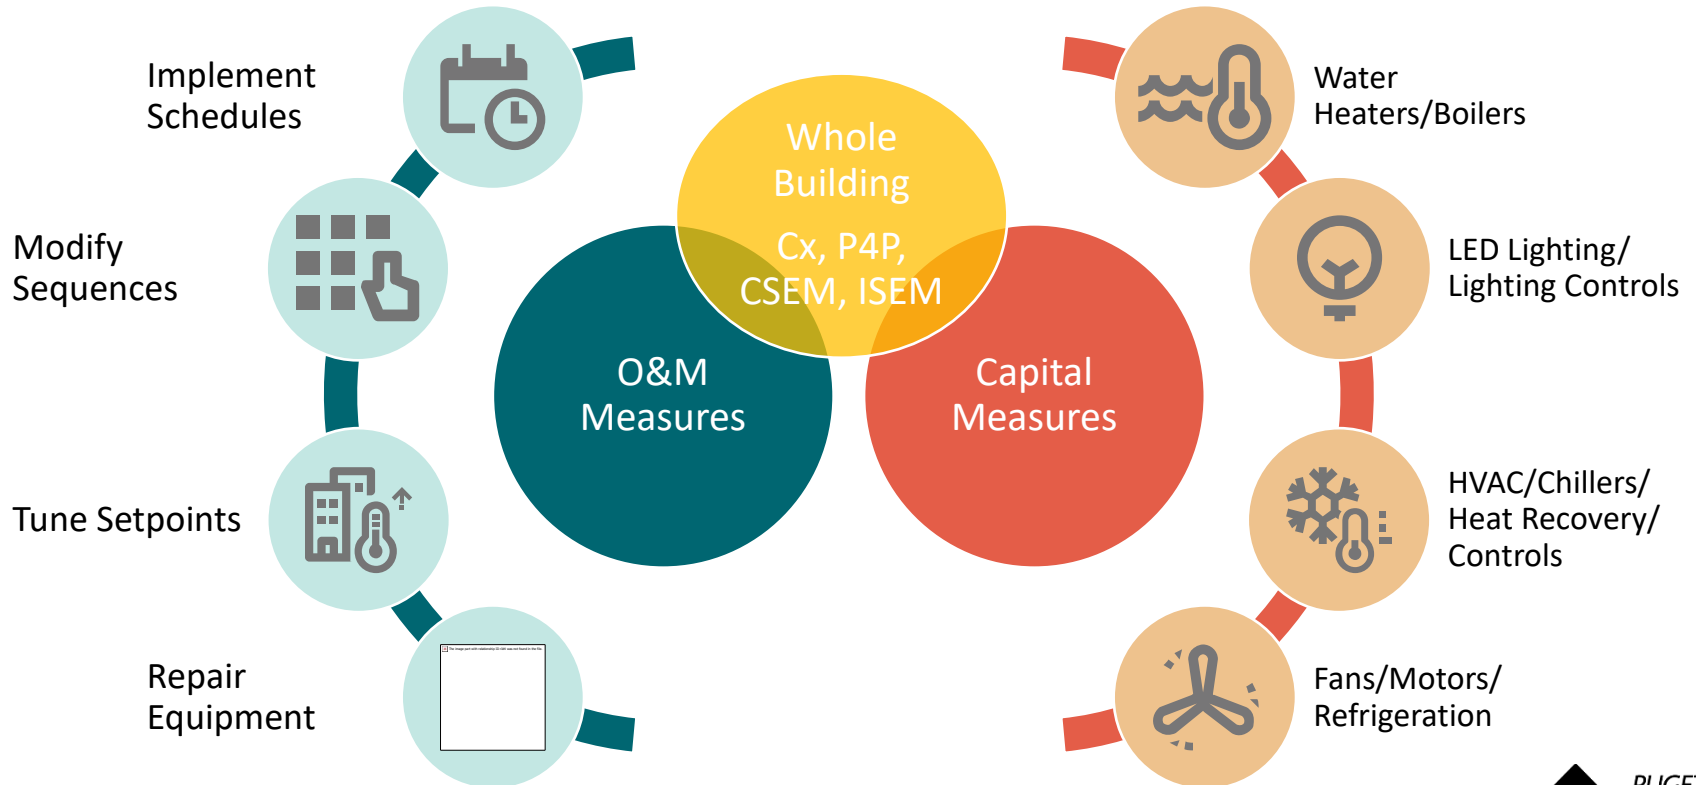 Implement
Schedules
Modify
Sequences
Tune Setpoints
Repair
Equipment
Whole
Building
Cx, P4P,
CSEM, ISEM
O&M
Measures
Capital
Measures
Water
Heaters/Boilers
LED Lighting/
Lighting Controls
HVAC/Chillers/
Heat Recovery/
Controls
Fans/Motors/
Refrigeration